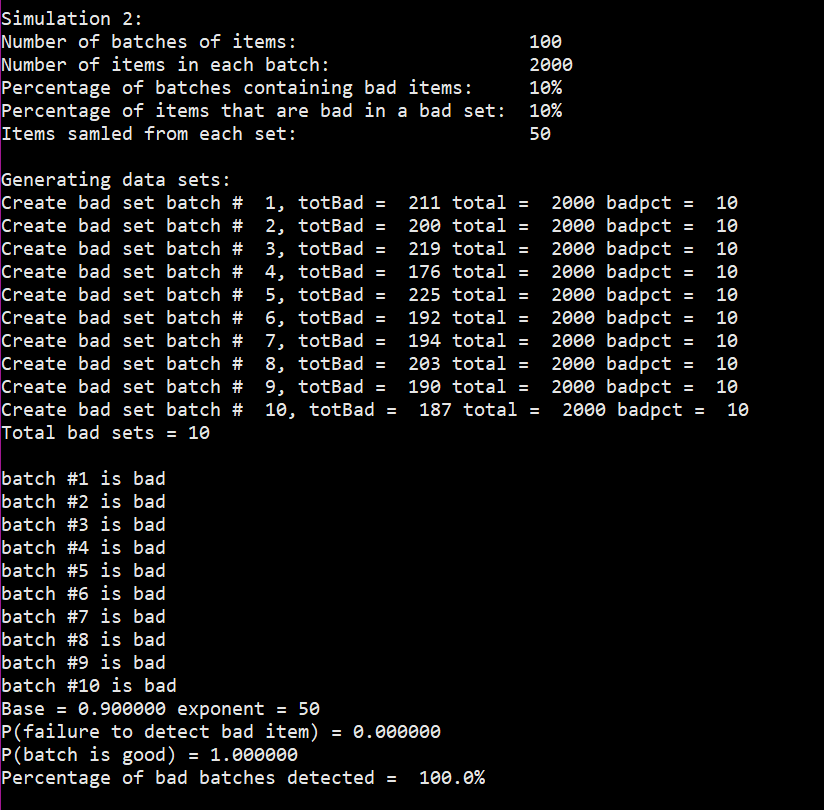 Simulation 2:
Number of batches of items: 100
Number of items in each batch: 2000
Percentage of batches containing bad items: 10%
Percentage of items that are bad in a bad set: 10%
Items samled from each set: 50
Generating data sets:
Create bad set batch #  1, totBad =  211 total =  2000 badpct =  10
Create bad set batch #  2, totBad =  200 total =  2000 badpct =  10
Create bad set batch #  3, totBad =  219 total =  2000 badpct =  10
Create bad set batch #  4, totBad =  176 total =  2000 badpct =  10
Create bad set batch #  5, totBad =  225 total =  2000 badpct =  10
Create bad set batch #  6, totBad =  192 total =  2000 badpct =  10
Create bad set batch #  7, totBad =  194 total =  2000 badpct =  10
Create bad set batch #  8, totBad =  203 total =  2000 badpct =  10
Create bad set batch #  9, totBad =  190 total =  2000 badpct =  10
Create bad set batch #  10, totBad =  187 total =  2000 badpct =  10
Total bad sets = 10
batch #1 is bad
batch #2 is bad
batch #3 is bad
batch #4 is bad
batch #5 is bad
batch #6 is bad
batch #7 is bad
batch #8 is bad
batch #9 is bad
batch #10 is bad
Base = 0.900000 exponent = 50
P(failure to detect bad item) = 0.000000
P(batch is good) = 1.000000
Percentage of bad batches detected =  100.0%